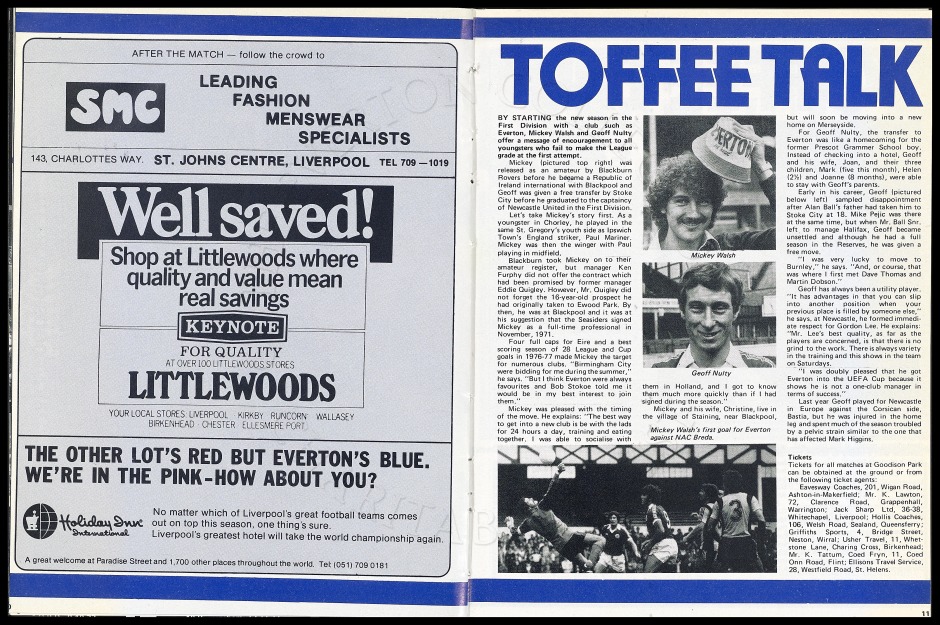 AFTER THE MATCH — follow the crowd to
SMC
LEADING
FASHION
MENSWEAR
SPECIALISTS
143, CHARLOTTES WAY. ST. JOHNS CENTRE, LIVERPOOL TEL 709 —1019
Well saved!
Shop at Littlewoods where
quality and value mean
real savings
KEYNOTE
FOR QUALITY
AT OVER 100 LITTLEWOODS STORES
LITTLEWOODS
YOUR LOCAL STORES: LIVERPOOL · KIRKBY · RUNCORN · WALLASEY
BIRKENHEAD · CHESTER · ELLESMERE PORT
THE OTHER LOT'S RED BUT EVERTON'S BLUE.
WE'RE IN THE PINK-HOW ABOUT YOU?
Holiday Inn
International
No matter which of Liverpool's great football teams comes
out on top this season, one thing's sure.
Liverpool's greatest hotel will take the world championship again.
A great welcome at Paradise Street and 1,700 other places throughout the world. Tel: (051) 709 0181
TOFFEE TALK
BY STARTING the new season in the
First Division with a club such as
Everton, Mickey Walsh and Geoff Nulty
offer a message of encouragement to all
youngsters who fail to make the League
grade at the first attempt.
Mickey (pictured top right) was
released as an amateur by Blackburn
Rovers before he became a Republic of
Ireland international with Blackpool and
Geoff was given a free transfer by Stoke
City before he graduated to the captaincy
of Newcastle United in the First Division.
Let's take Mickey's story first. As a
youngster in Chorley, he played in the
same St. Gregory's youth side as Ipswich
Town's England striker, Paul Mariner.
Mickey was then the winger with Paul
playing in midfield.
Blackburn took Mickey on to their
amateur register, but manager Ken
Furphy did not offer the contract which
had been promised by former manager
Eddie Quigley. However, Mr. Quigley did
not forget the 16-year-old prospect he
had originally taken to Ewood Park. By
then, he was at Blackpool and it was at
his suggestion that the Seasiders signed
Mickey as a full-time professional in
November, 1971.
Four full caps for Eire and a best
scoring season of 28 League and Cup
goals in 1976-77 made Mickey the target
for numerous clubs. "Birmingham City
were bidding for me during the summer,"
he says. "But I think Everton were always
favourites and Bob Stokoe told me it
would be in my best interest to join
them."
Mickey was pleased with the timing
of the move. He explains: "The best way
to get into a new club is be with the lads
for 24 hours a day, training and eating
together. I was able to socialise with
EVERTON
Mickey Walsh
Geoff Nulty
them in Holland, and I got to know
them much more quickly than if I had
signed during the season."
Mickey and his wife, Christine, live in
the village of Staining, near Blackpool,
Mickey Walsh's first goal for Everton
against NAC Breda.
but will soon be moving into a new
home on Merseyside.
For Geoff Nulty, the transfer to
Everton was like a homecoming for the
former Prescot Grammer School boy.
Instead of checking into a hotel, Geoff
and his wife, Joan, and their three
children, Mark (five this month), Helen
(2½) and Joanne (8 months), were able
to stay with Geoff's parents.
Early in his career, Geoff (pictured
below left) sampled disappointment
after Alan Ball's father had taken him to
Stoke City at 18. Mike Pejic was there
at the same time, but when Mr. Ball Snr.
left to manage Halifax, Geoff became
unsettled and although he had a full
season in the Reserves, he was given a
free move.
"I was very lucky to move to
Burnley," he says. "And, or course, that
was where I first met Dave Thomas and
Martin Dobson."
Geoff has always been a utility player.
"It has advantages in that you can slip
into another position when your
previous place is filled by someone else,"
he says, at Newcastle, he formed immedi-
ate respect for Gordon Lee. He explains:
"Mr. Lee's best quality, as far as the
players are concerned, is that there is no
grind to the work. There is always variety
in the training and this shows in the team
on Saturdays.
"I was doubly pleased that he got
Everton into the UEFA Cup because it
shows he is not a one-club manager in
terms of success."
Last year Geoff played for Newcastle
in Europe against the Corsican side,
Bastia, but he was injured in the home
leg and spent much of the season troubled
by a pelvic strain similar to the one that
has affected Mark Higgins.
Tickets
Tickets for all matches at Goodison Park
can be obtained at the ground or from
the following ticket agents:
Eavesway Coaches, 201, Wigan Road,
Ashton-in-Makerfield; Mr. K. Lawton,
72, Clarence Road, Grappenhall,
Warrington; Jack Sharp Ltd, 36-38,
Whitechapel, Liverpool; Hollis Coaches,
106, Welsh Road, Sealand, Queensferry;
Griffiths Sports, 4, Bridge Street,
Neston, Wirral; Usher Travel, 11, Whet-
stone Lane, Charing Cross, Birkenhead;
Mr. K. Tattum, Coed Fryn, 11, Coed
Onn Road, Flint; Ellisons Travel Service,
28, Westfield Road, St. Helens.
3
11